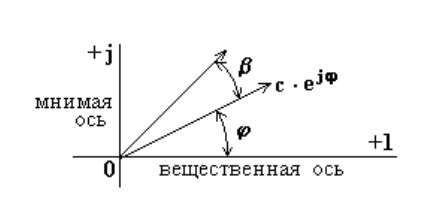 +j
β
c · e^jφ
мнимая
ось
φ
+1
0
вещественная ось